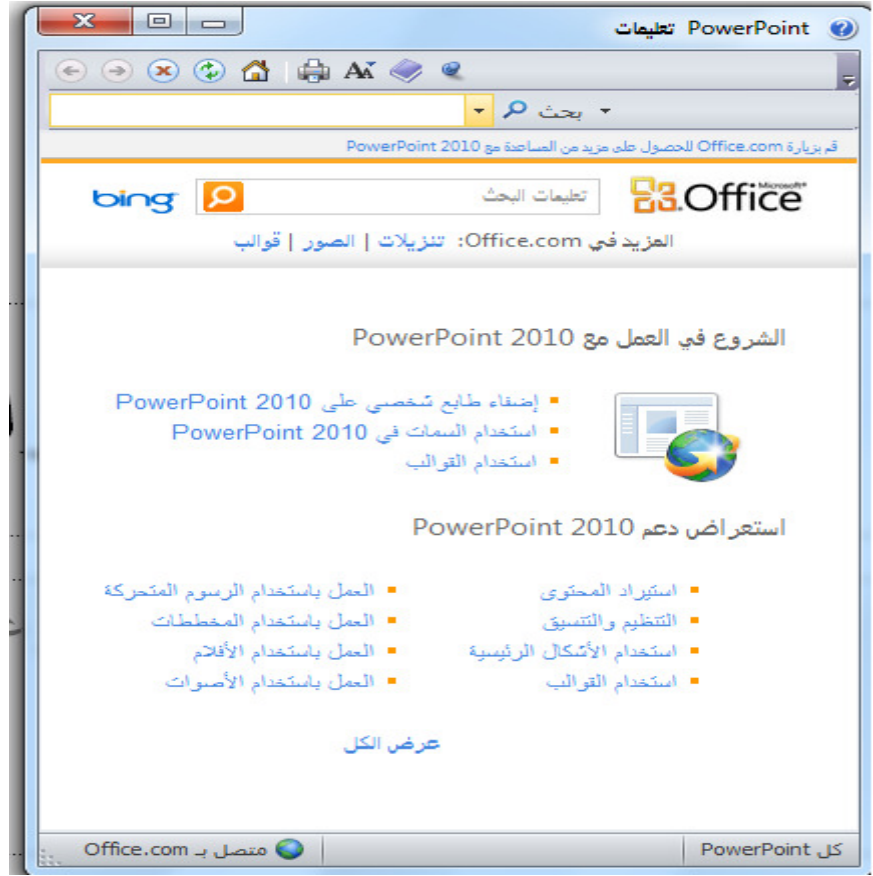 تعليمات PowerPoint
بحث
قم بزيارة Office.com للحصول على مزيد من المساعدة مع PowerPoint 2010
Microsoft® Office
تعليمات البحث
bing
المزيد في Office.com: تنزيلات | الصور | قوالب
الشروع في العمل مع PowerPoint 2010
إضفاء طابع شخصي على PowerPoint 2010
استخدام السمات في PowerPoint 2010
استخدام القوالب
استعراض دعم PowerPoint 2010
استيراد المحتوى
التنظيم والتنسيق
استخدام الأشكال الرئيسية
استخدام القوالب
العمل باستخدام الرسوم المتحركة
العمل باستخدام المخططات
العمل باستخدام الأفلام
العمل باستخدام الأصوات
عرض الكل
كل PowerPoint
متصل بـ Office.com